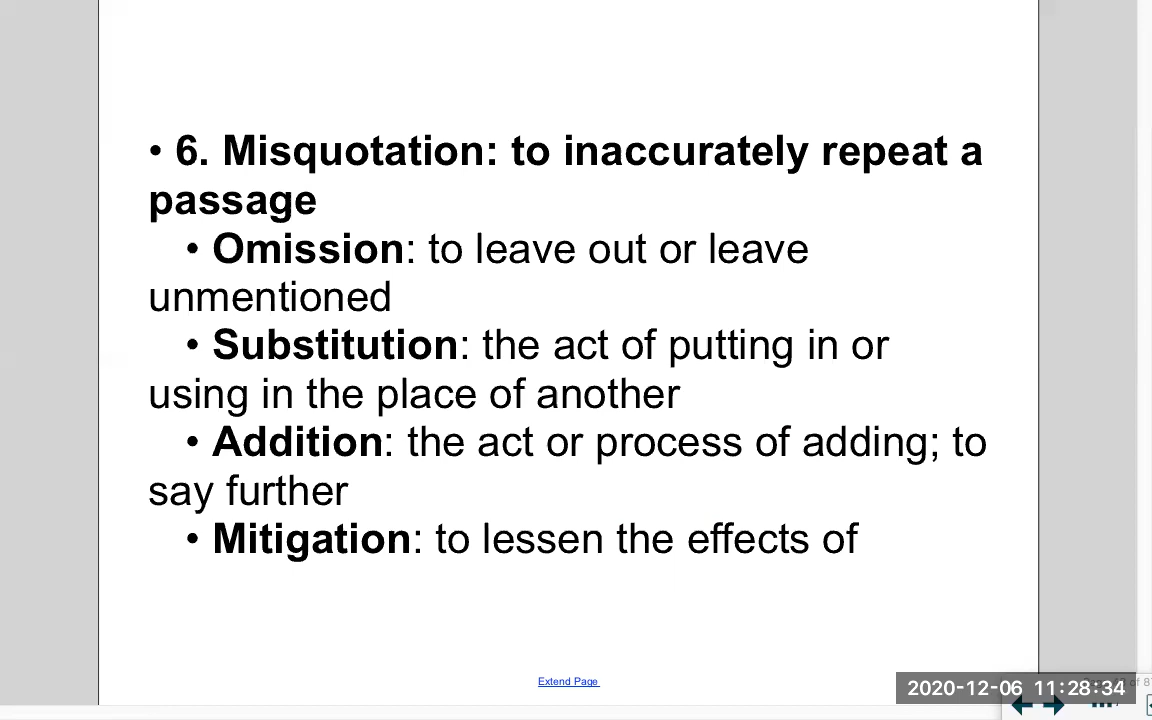 • 6. Misquotation: to inaccurately repeat a
passage
• Omission: to leave out or leave
unmentioned
• Substitution: the act of putting in or
using in the place of another
• Addition: the act or process of adding; to
say further
• Mitigation: to lessen the effects of
Extend Page
2020-12-06 11:28:34